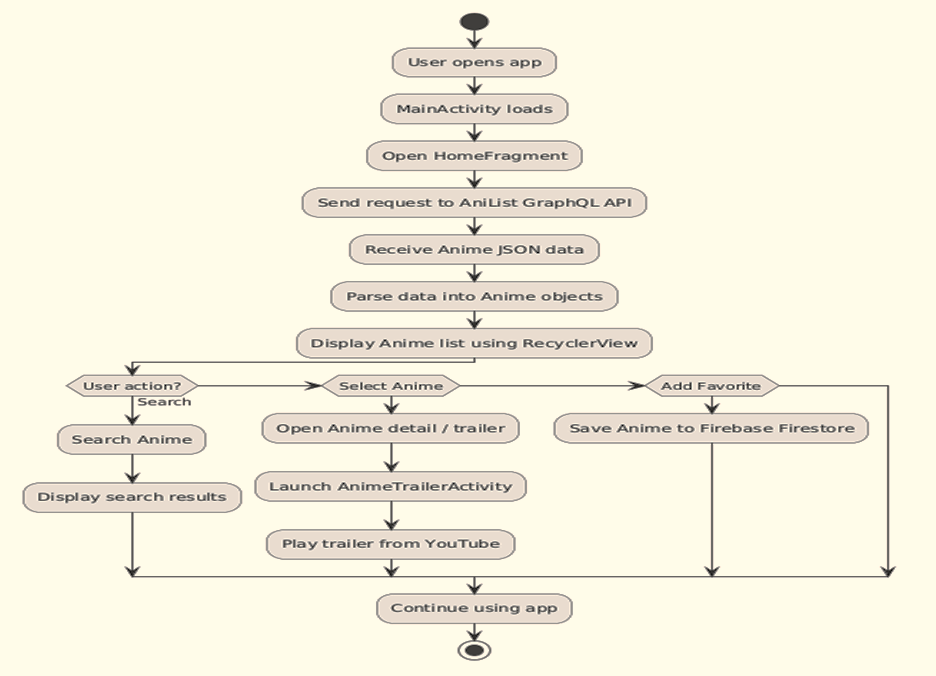 User opens app
MainActivity loads
Open HomeFragment
Send request to AniList GraphQL API
Receive Anime JSON data
Parse data into Anime objects
Display Anime list using RecyclerView
User action?
Select Anime
Add Favorite
Search
Search Anime
Open Anime detail / trailer
Save Anime to Firebase Firestore
Display search results
Launch AnimeTrailerActivity
Play trailer from YouTube
Continue using app